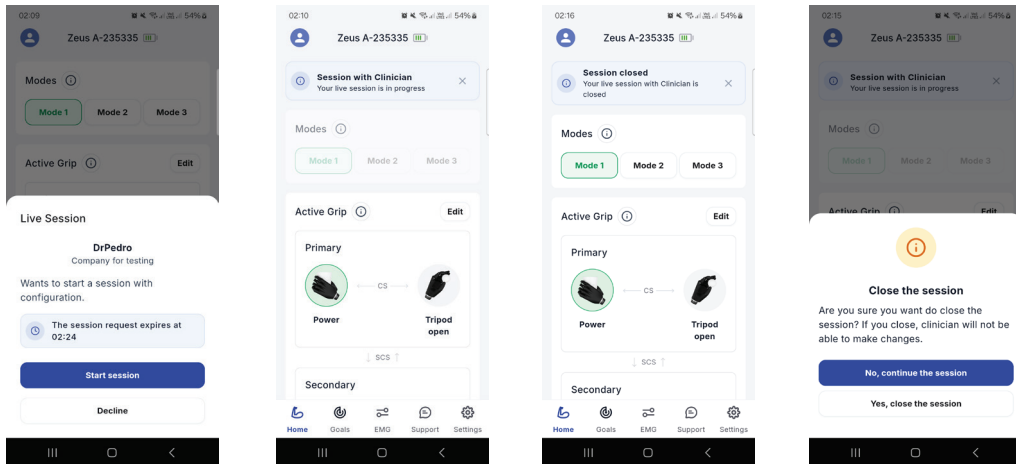 02:09
54%
Zeus A-235335
Modes
Mode 1
Mode 2
Mode 3
Active Grip
Edit
Live Session
DrPedro
Company for testing
Wants to start a session with
configuration.
The session request expires at
02:24
Start session
Decline
02:10
54%
Zeus A-235335
Session with Clinician
Your live session is in progress
Modes
Mode 1
Mode 2
Mode 3
Active Grip
Edit
Primary
CS
Power
Tripod
open
↓ SCS ↑
Secondary
Home
Goals
EMG
Support
Settings
02:16
54%
Zeus A-235335
Session closed
Your live session with Clinician is
closed
Modes
Mode 1
Mode 2
Mode 3
Active Grip
Edit
Primary
CS
Power
Tripod
open
↓ SCS ↑
Secondary
Home
Goals
EMG
Support
Settings
02:15
54%
Zeus A-235335
Session with Clinician
Your live session is in progress
Modes
Mode 1
Mode 2
Mode 3
Active Grip
Edit
Close the session
Are you sure you want do close the
session? If you close, clinician will not be
able to make changes.
No, continue the session
Yes, close the session